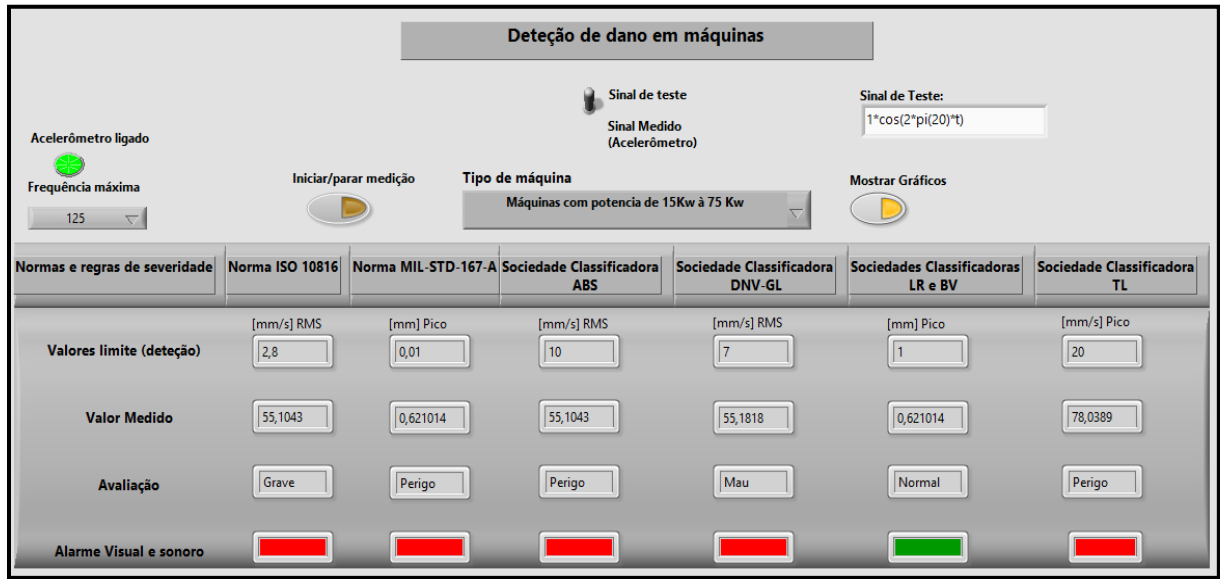 Deteção de dano em máquinas
Sinal de teste
Sinal Medido
(Acelerômetro)
Sinal de Teste:
1*cos(2*pi(20)*t)
Acelerômetro ligado
Frequência máxima
125
Iniciar/parar medição
Tipo de máquina
Máquinas com potencia de 15Kw à 75 Kw
Mostrar Gráficos
Normas e regras de severidade Norma ISO 10816 Norma MIL-STD-167-A Sociedade Classificadora Sociedade Classificadora Sociedades Classificadoras Sociedade Classificadora
ABS DNV-GL LR e BV TL
[mm/s] RMS [mm] Pico [mm/s] RMS [mm/s] RMS [mm] Pico [mm/s] Pico
Valores limite (deteção) 2,8 0,01 10 7 1 20
Valor Medido 55,1043 0,621014 55,1043 55,1818 0,621014 78,0389
Avaliação Grave Perigo Perigo Mau Normal Perigo
Alarme Visual e sonoro